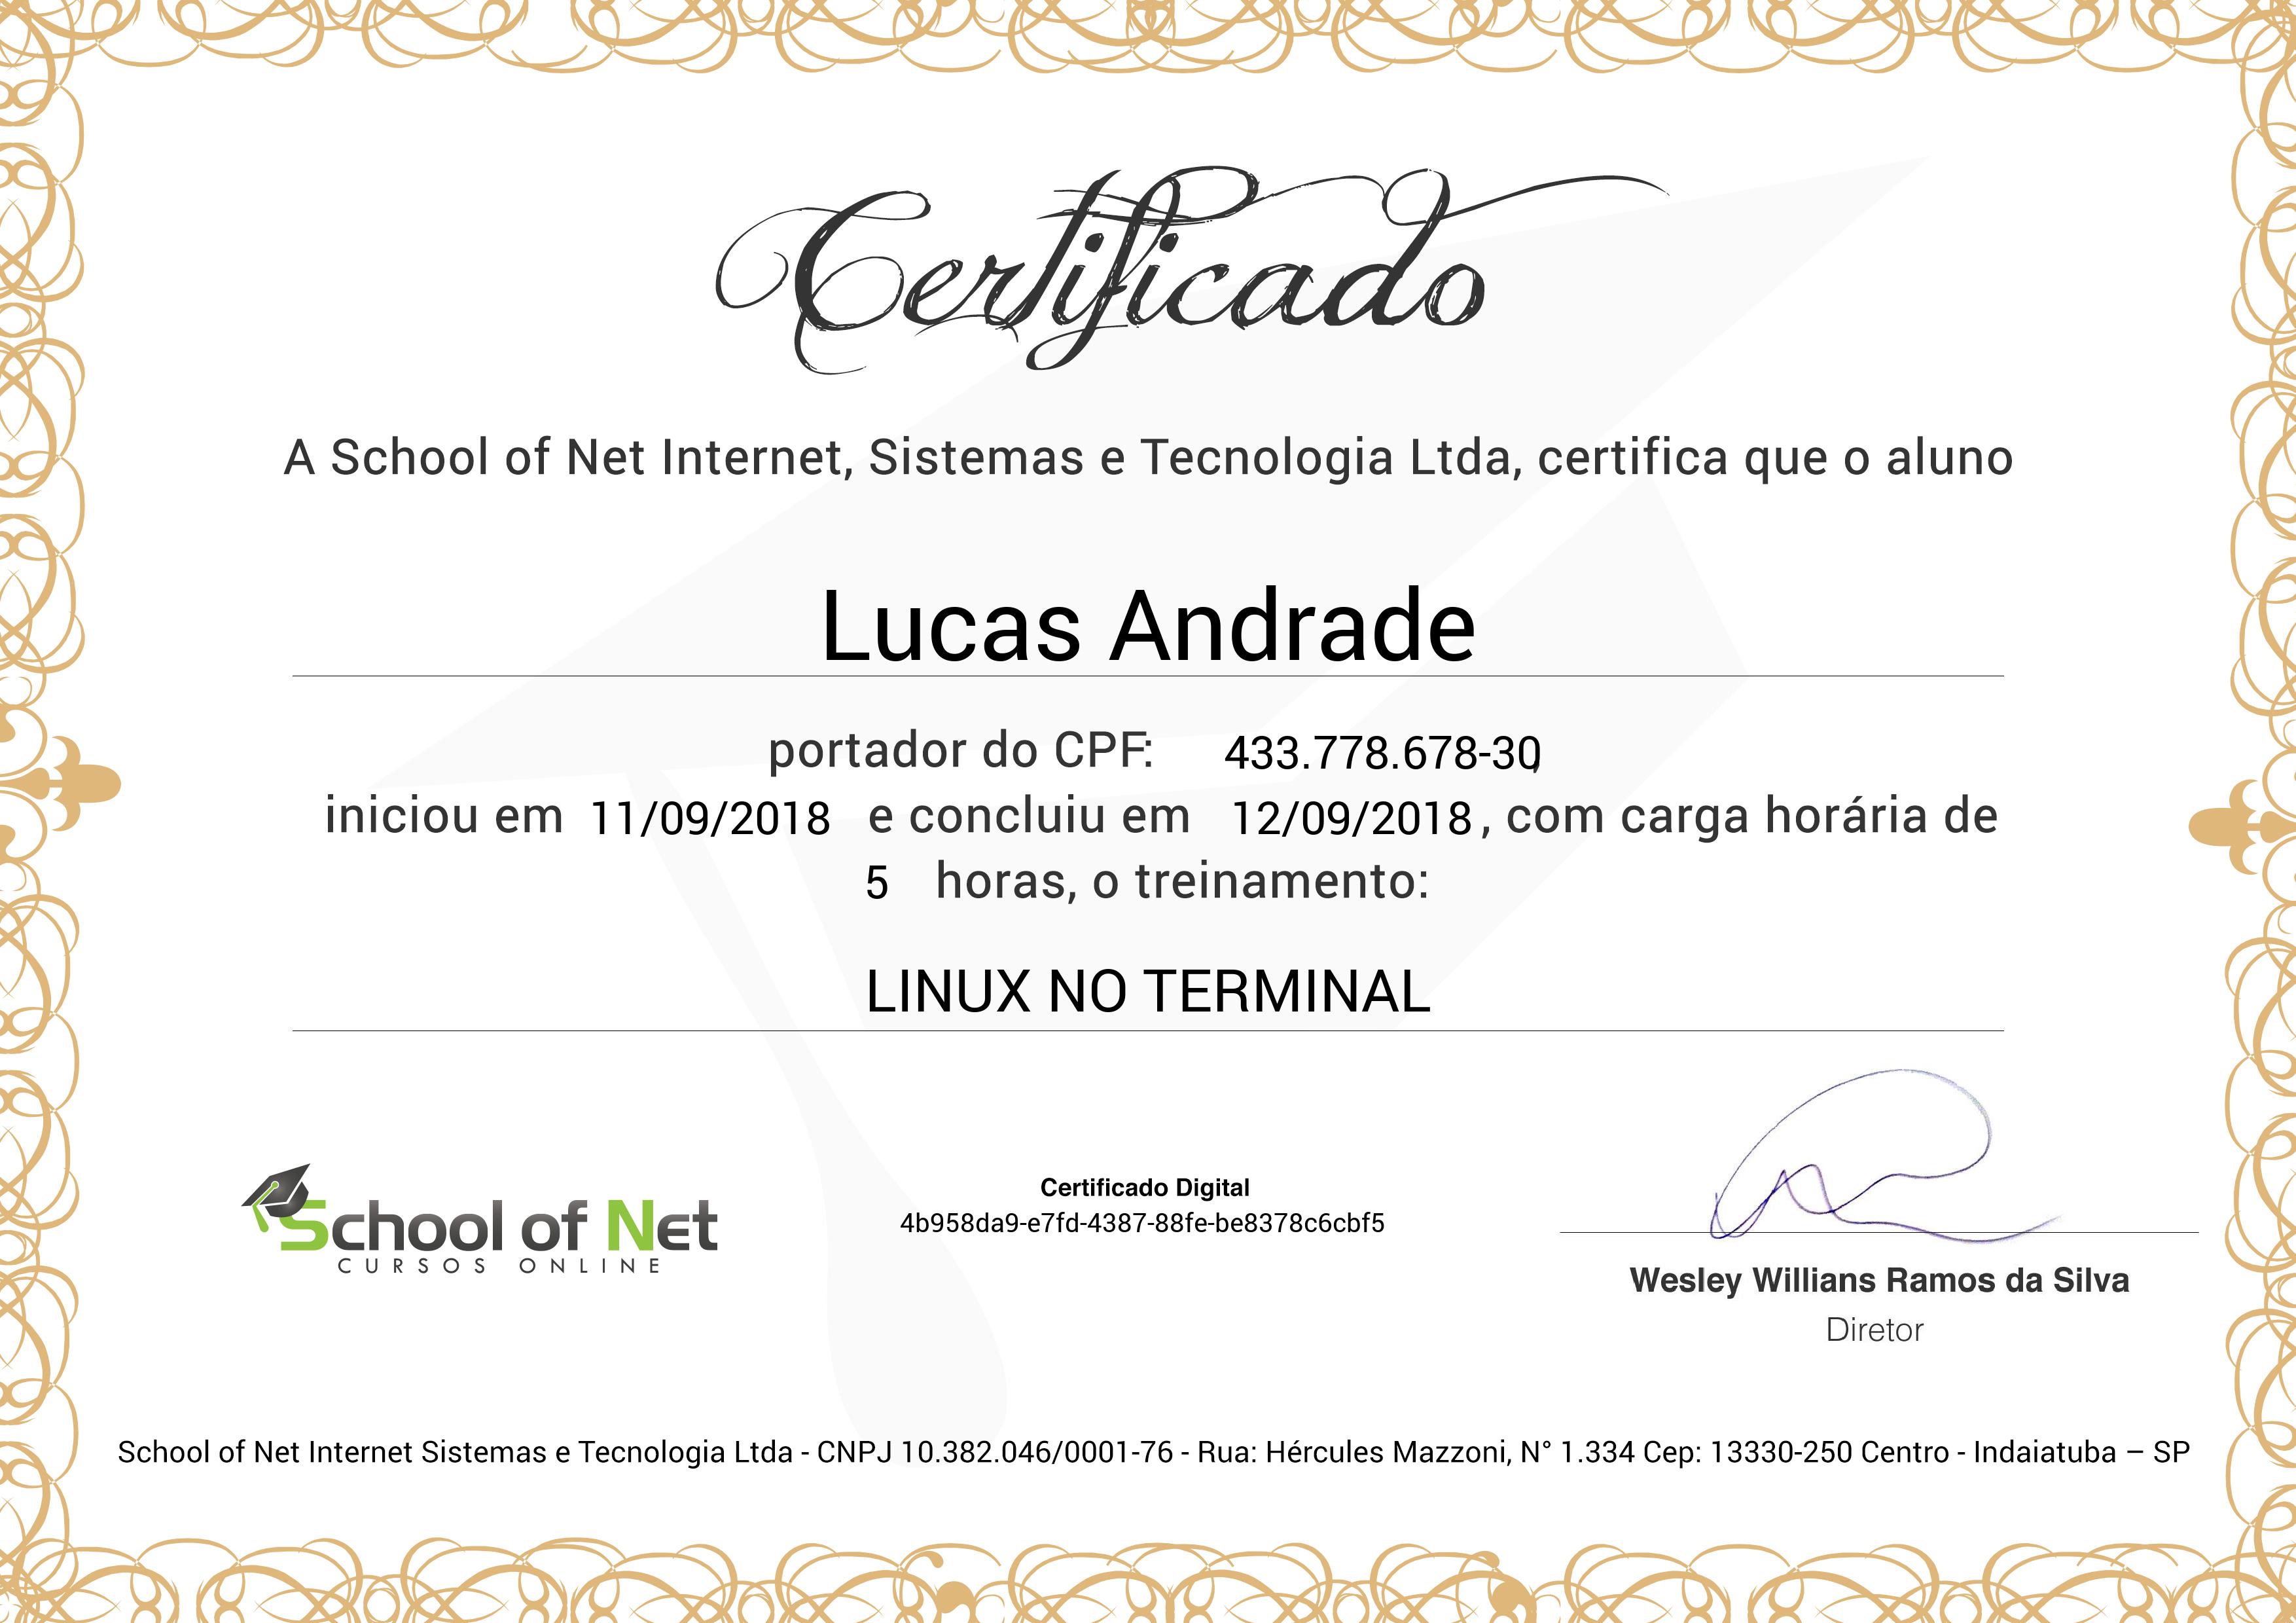 Certificado
A School of Net Internet, Sistemas e Tecnologia Ltda, certifica que o aluno
Lucas Andrade
portador do CPF: 433.778.678-30,
iniciou em 11/09/2018 e concluiu em 12/09/2018, com carga horária de
5 horas, o treinamento:
LINUX NO TERMINAL
School of Net
CURSOS ONLINE
Certificado Digital
4b958da9-e7fd-4387-88fe-be8378c6cbf5
Wesley Willians Ramos da Silva
Diretor
School of Net Internet Sistemas e Tecnologia Ltda - CNPJ 10.382.046/0001-76 - Rua: Hércules Mazzoni, N° 1.334 Cep: 13330-250 Centro - Indaiatuba – SP